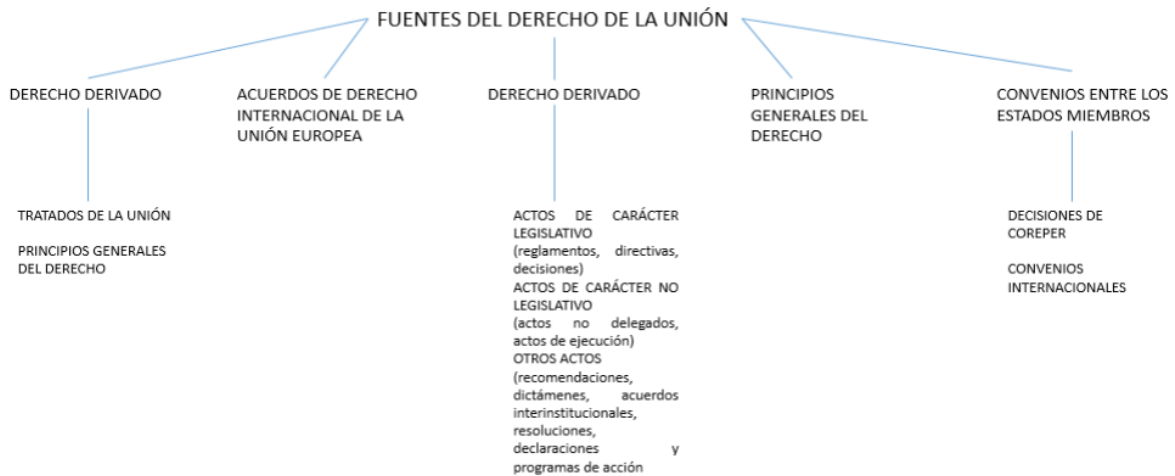 FUENTES DEL DERECHO DE LA UNIÓN
DERECHO DERIVADO
TRATADOS DE LA UNIÓN
PRINCIPIOS GENERALES
DEL DERECHO
ACUERDOS DE DERECHO
INTERNACIONAL DE LA
UNIÓN EUROPEA
DERECHO DERIVADO
ACTOS DE CARÁCTER
LEGISLATIVO
(reglamentos, directivas,
decisiones)
ACTOS DE CARÁCTER NO
LEGISLATIVO
(actos no delegados,
actos de ejecución)
OTROS ACTOS
(recomendaciones,
dictámenes, acuerdos
interinstitucionales,
resoluciones,
declaraciones y
programas de acción
PRINCIPIOS
GENERALES DEL
DERECHO
CONVENIOS ENTRE LOS
ESTADOS MIEMBROS
DECISIONES DE
COREPER
CONVENIOS
INTERNACIONALES